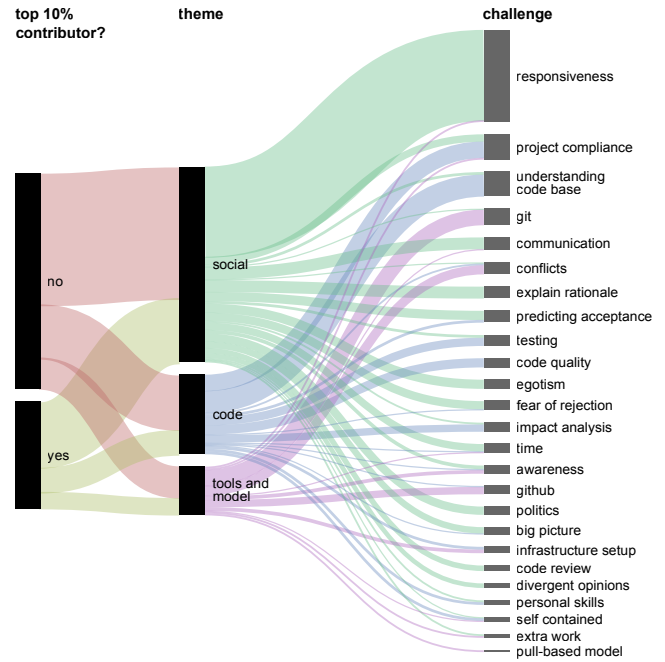 top 10%
contributor?
theme
challenge
no
yes
social
code
tools and
model
responsiveness
project compliance
understanding
code base
git
communication
conflicts
explain rationale
predicting acceptance
testing
code quality
egotism
fear of rejection
impact analysis
time
awareness
github
politics
big picture
infrastructure setup
code review
divergent opinions
personal skills
self contained
extra work
pull-based model